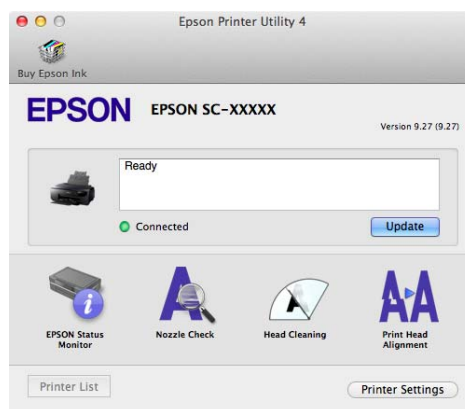 Epson Printer Utility 4
Buy Epson Ink
EPSON
EPSON SC-XXXXX
Version 9.27 (9.27)
Ready
Connected
Update
EPSON Status
Monitor
Nozzle Check
Head Cleaning
Print Head
Alignment
Printer List
Printer Settings